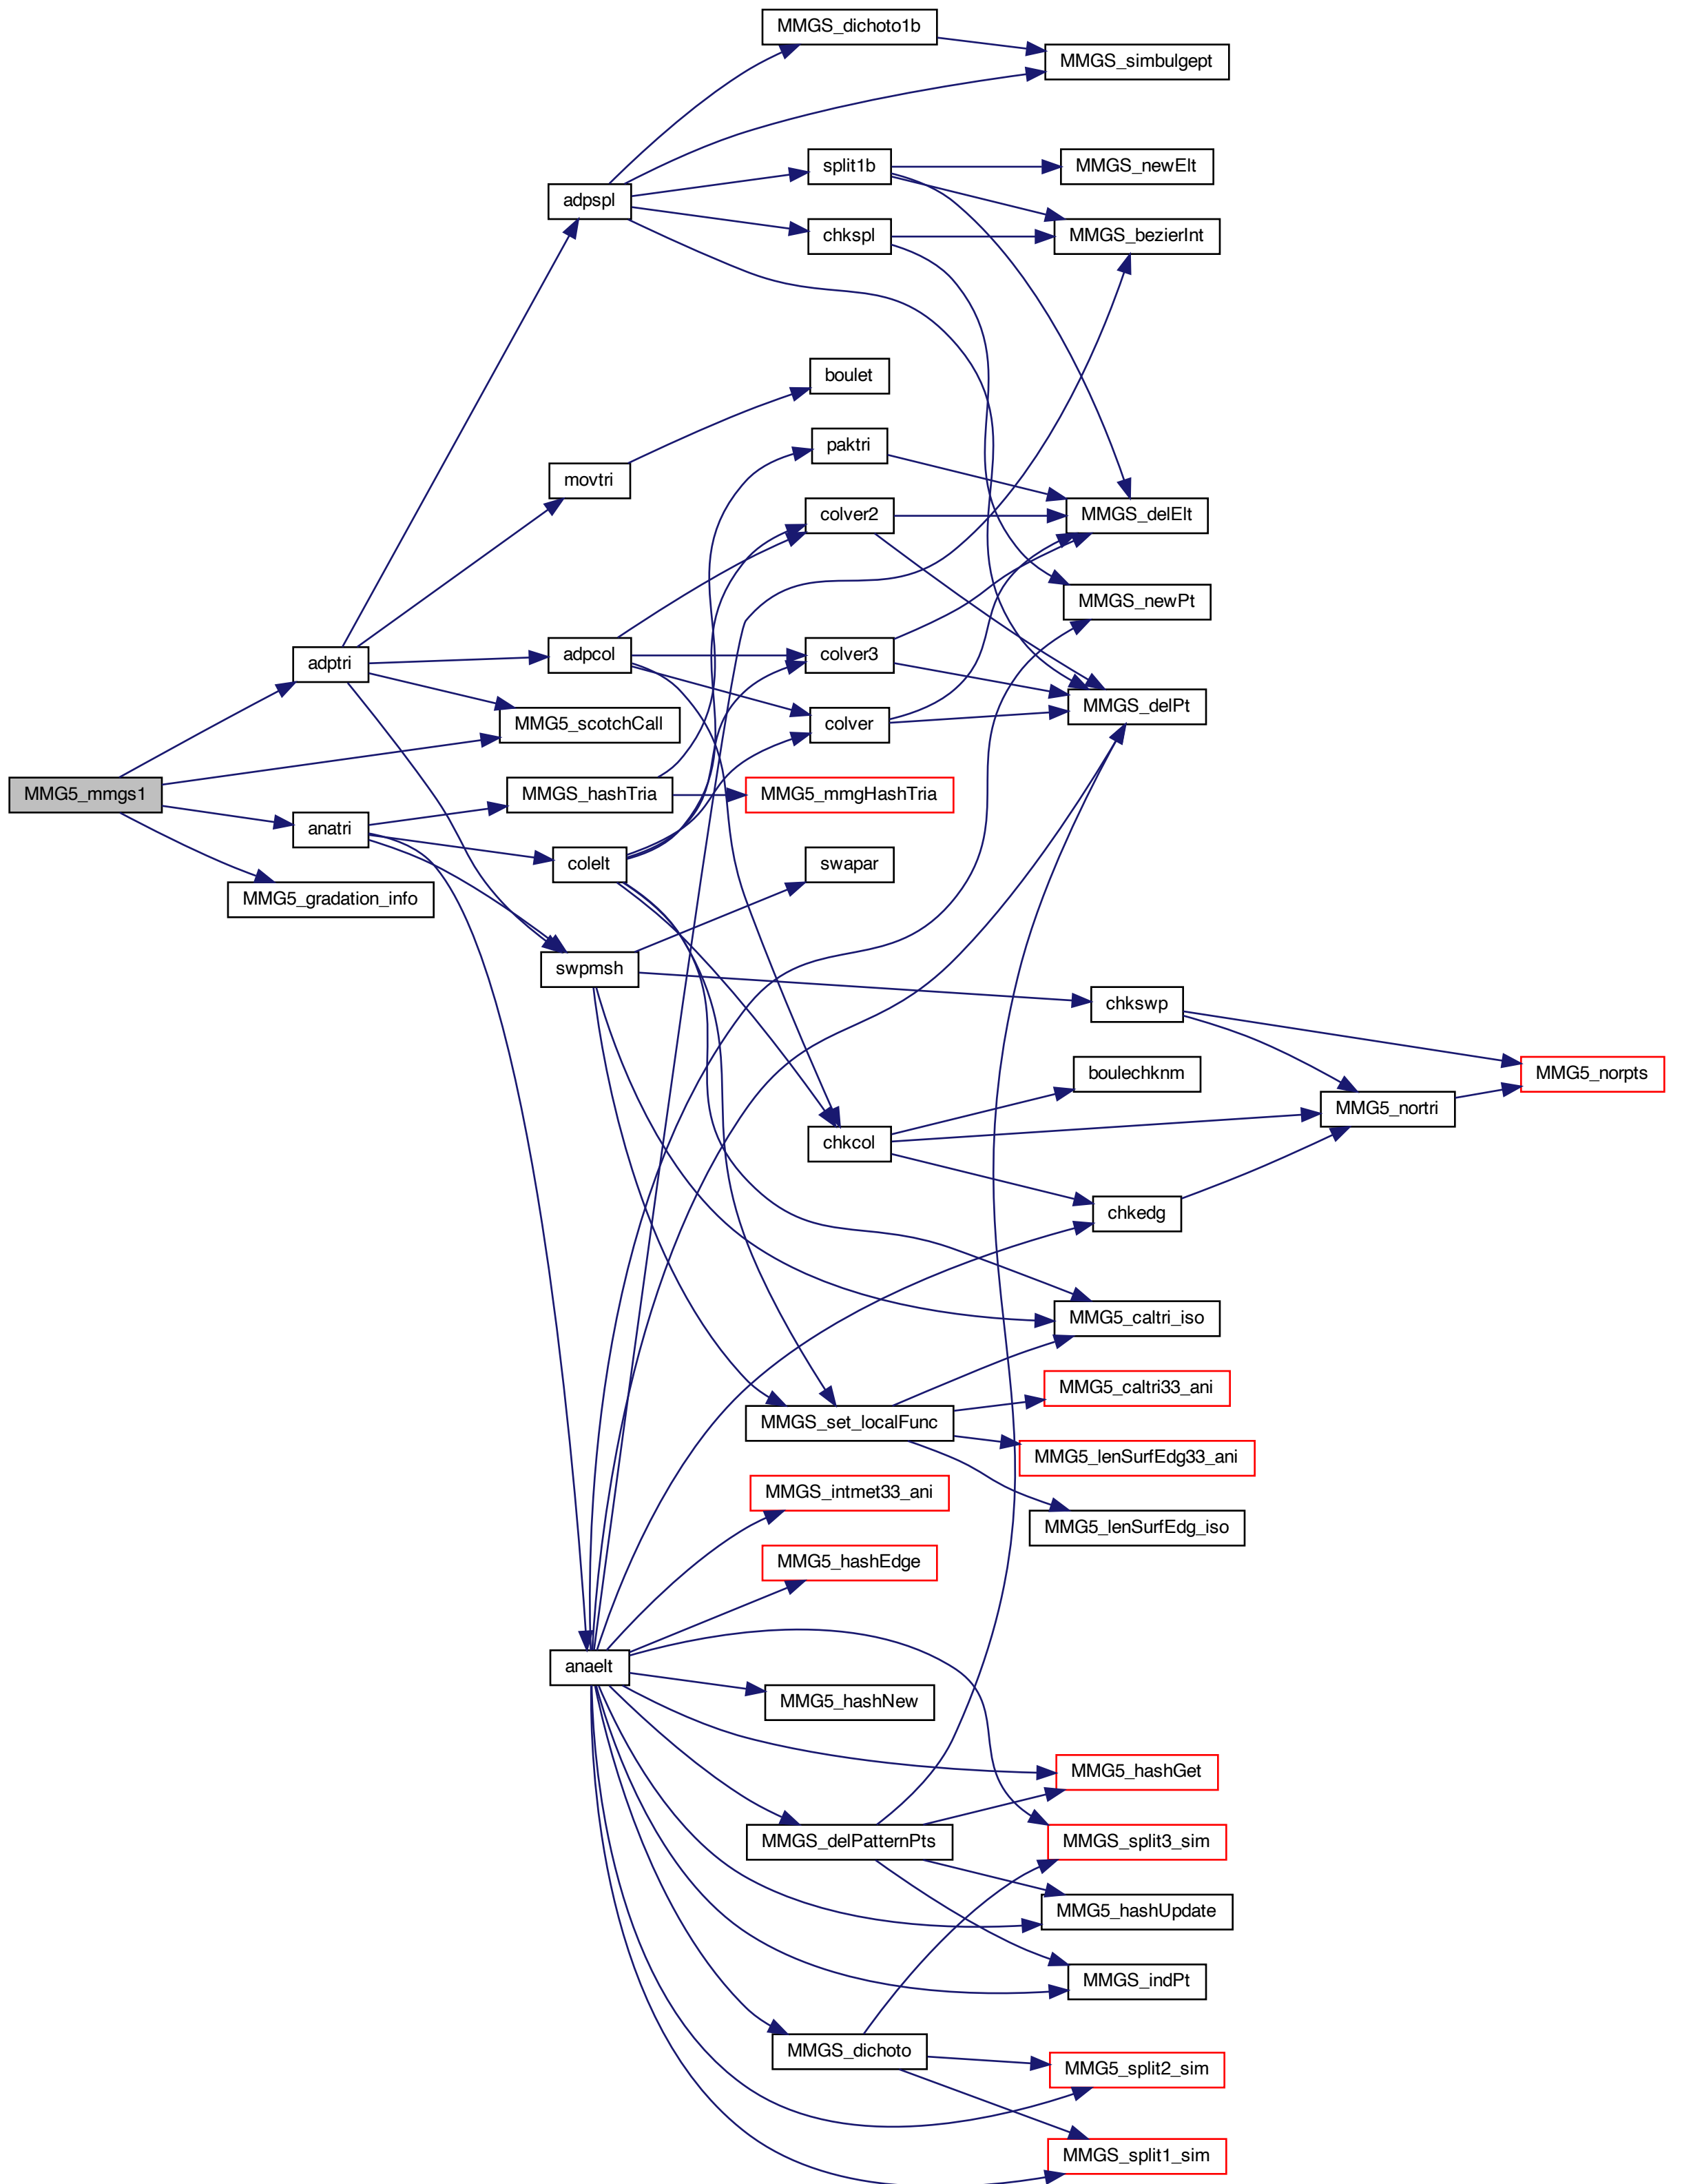 MMGS_dichoto1b
MMGS_simbulgept
split1b
MMGS_newElt
adpspl
chkspl
MMGS_bezierInt
boulet
paktri
movtri
colver2
MMGS_delElt
MMGS_newPt
adptri
adpcol
colver3
MMGS_delPt
MMG5_scotchCall
colver
MMG5_mmgs1
MMGS_hashTria
MMG5_mmgHashTria
anatri
colelt
swapar
MMG5_gradation_info
swpmsh
chkswp
boulechknm
MMG5_norpts
MMG5_nortri
chkcol
chkedg
MMG5_caltri_iso
MMG5_caltri33_ani
MMGS_set_localFunc
MMG5_lenSurfEdg33_ani
MMGS_intmet33_ani
MMG5_lenSurfEdg_iso
MMG5_hashEdge
anaelt
MMG5_hashNew
MMG5_hashGet
MMGS_delPatternPts
MMGS_split3_sim
MMG5_hashUpdate
MMGS_indPt
MMGS_dichoto
MMG5_split2_sim
MMGS_split1_sim